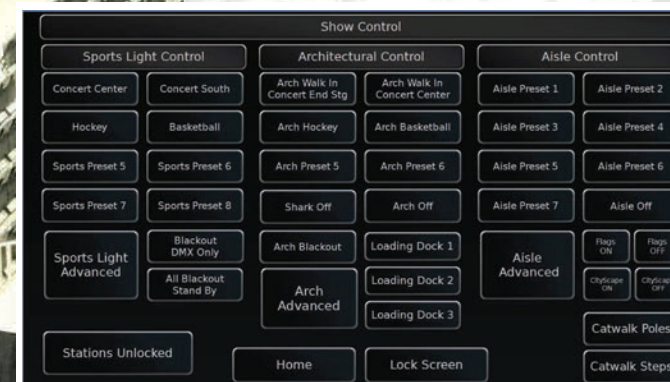 Show Control
Sports Light Control
Architectural Control
Aisle Control
Concert Center
Concert South
Arch Walk In
Concert End Stg
Arch Walk In
Concert Center
Aisle Preset 1
Aisle Preset 2
Hockey
Basketball
Arch Hockey
Arch Basketball
Aisle Preset 3
Aisle Preset 4
Sports Preset 5
Sports Preset 6
Arch Preset 5
Arch Preset 6
Aisle Preset 5
Aisle Preset 6
Sports Preset 7
Sports Preset 8
Shark Off
Arch Off
Aisle Preset 7
Aisle Off
Sports Light
Advanced
Blackout
DMX Only
All Blackout
Stand By
Arch Blackout
Loading Dock 1
Arch
Advanced
Loading Dock 2
Loading Dock 3
Aisle
Advanced
Flags
ON
Flags
OFF
CityScape
ON
CityScape
OFF
Catwalk Poles
Stations Unlocked
Home
Lock Screen
Catwalk Steps